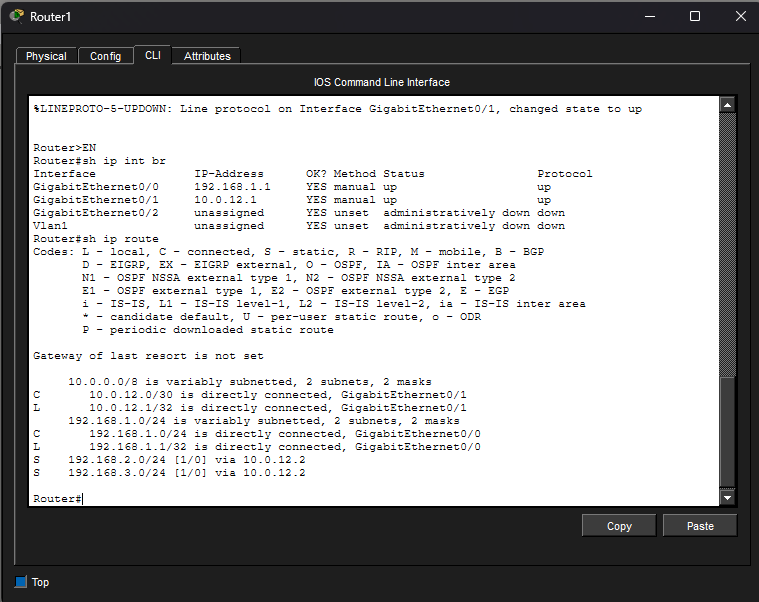 Router1
Physical Config CLI Attributes
IOS Command Line Interface
%LINEPROTO-5-UPDOWN: Line protocol on Interface GigabitEthernet0/1, changed state to up
Router>EN
Router#sh ip int br
Interface IP-Address OK? Method Status Protocol
GigabitEthernet0/0 192.168.1.1 YES manual up up
GigabitEthernet0/1 10.0.12.1 YES manual up up
GigabitEthernet0/2 unassigned YES unset administratively down down
Vlan1 unassigned YES unset administratively down down
Router#sh ip route
Codes: L - local, C - connected, S - static, R - RIP, M - mobile, B - BGP
D - EIGRP, EX - EIGRP external, O - OSPF, IA - OSPF inter area
N1 - OSPF NSSA external type 1, N2 - OSPF NSSA external type 2
E1 - OSPF external type 1, E2 - OSPF external type 2, E - EGP
i - IS-IS, L1 - IS-IS level-1, L2 - IS-IS level-2, ia - IS-IS inter area
* - candidate default, U - per-user static route, o - ODR
P - periodic downloaded static route
Gateway of last resort is not set
10.0.0.0/8 is variably subnetted, 2 subnets, 2 masks
C 10.0.12.0/30 is directly connected, GigabitEthernet0/1
L 10.0.12.1/32 is directly connected, GigabitEthernet0/1
192.168.1.0/24 is variably subnetted, 2 subnets, 2 masks
C 192.168.1.0/24 is directly connected, GigabitEthernet0/0
L 192.168.1.1/32 is directly connected, GigabitEthernet0/0
S 192.168.2.0/24 [1/0] via 10.0.12.2
S 192.168.3.0/24 [1/0] via 10.0.12.2
Router#
Copy Paste
Top